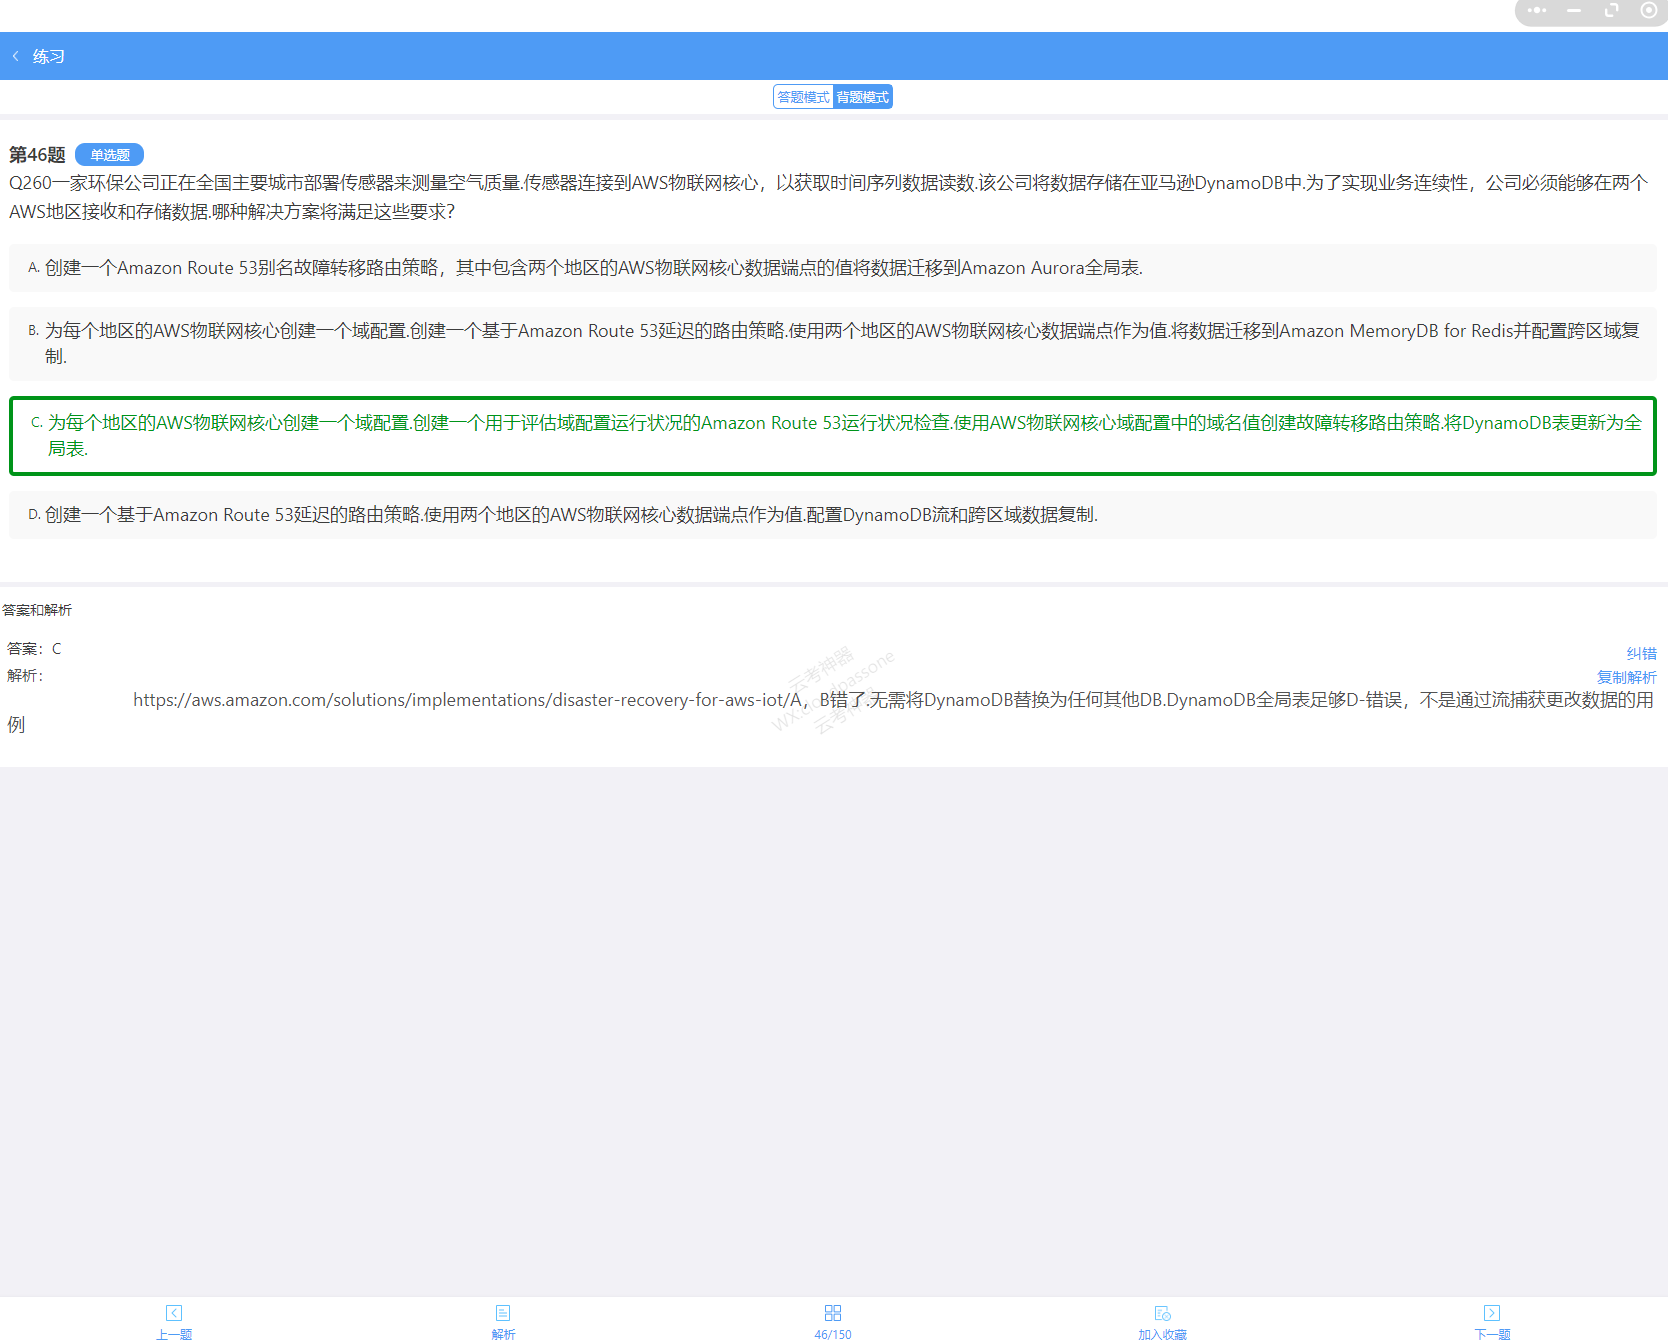 练习
答题模式 背题模式
第46题 单选题
Q260一家环保公司正在全国主要城市部署传感器来测量空气质量.传感器连接到AWS物联网核心，以获取时间序列数据读数.该公司将数据存储在亚马逊DynamoDB中.为了实现业务连续性，公司必须能够在两个
AWS地区接收和存储数据.哪种解决方案将满足这些要求？
A. 创建一个Amazon Route 53别名故障转移路由策略，其中包含两个地区的AWS物联网核心数据端点的值将数据迁移到Amazon Aurora全局表.
B. 为每个地区的AWS物联网核心创建一个域配置.创建一个基于Amazon Route 53延迟的路由策略.使用两个地区的AWS物联网核心数据端点作为值.将数据迁移到Amazon MemoryDB for Redis并配置跨区域复
制.
C. 为每个地区的AWS物联网核心创建一个域配置.创建一个用于评估域配置运行状况的Amazon Route 53运行状况检查.使用AWS物联网核心域配置中的域名值创建故障转移路由策略.将DynamoDB表更新为全
局表.
D. 创建一个基于Amazon Route 53延迟的路由策略.使用两个地区的AWS物联网核心数据端点作为值.配置DynamoDB流和跨区域数据复制.
答案和解析
答案：C
纠错
解析：
复制解析
https://aws.amazon.com/solutions/implementations/disaster-recovery-for-aws-iot/A，B错了.无需将DynamoDB替换为任何其他DB.DynamoDB全局表足够D-错误，不是通过流捕获更改数据的用
例
云考神器
上一题 解析 46/150 加入收藏 下一题